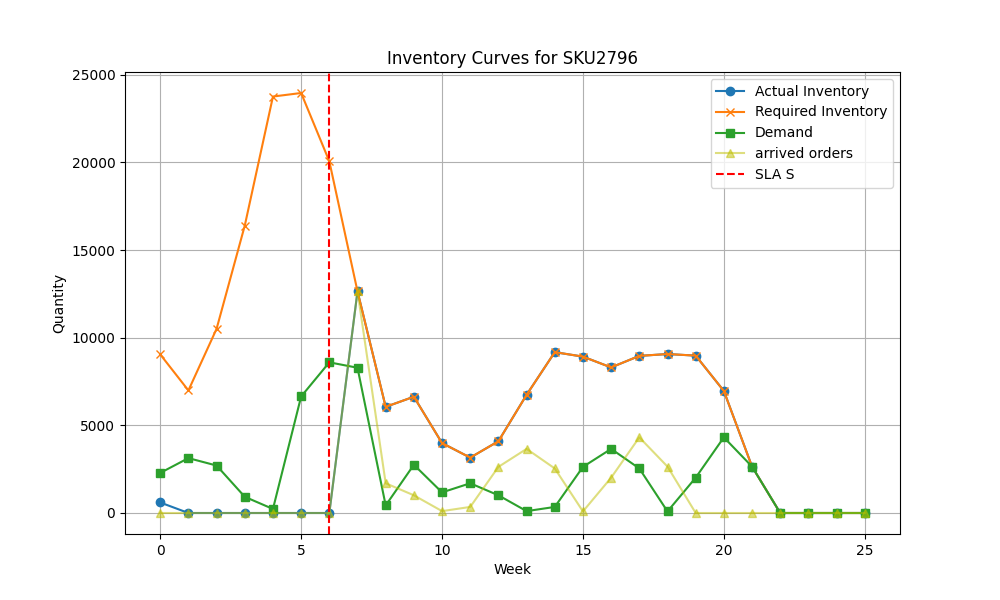 Inventory Curves for SKU2796
25000
20000
15000
10000
5000
0
Quantity
Actual Inventory
Required Inventory
Demand
arrived orders
SLA S
0 5 10 15 20 25
Week